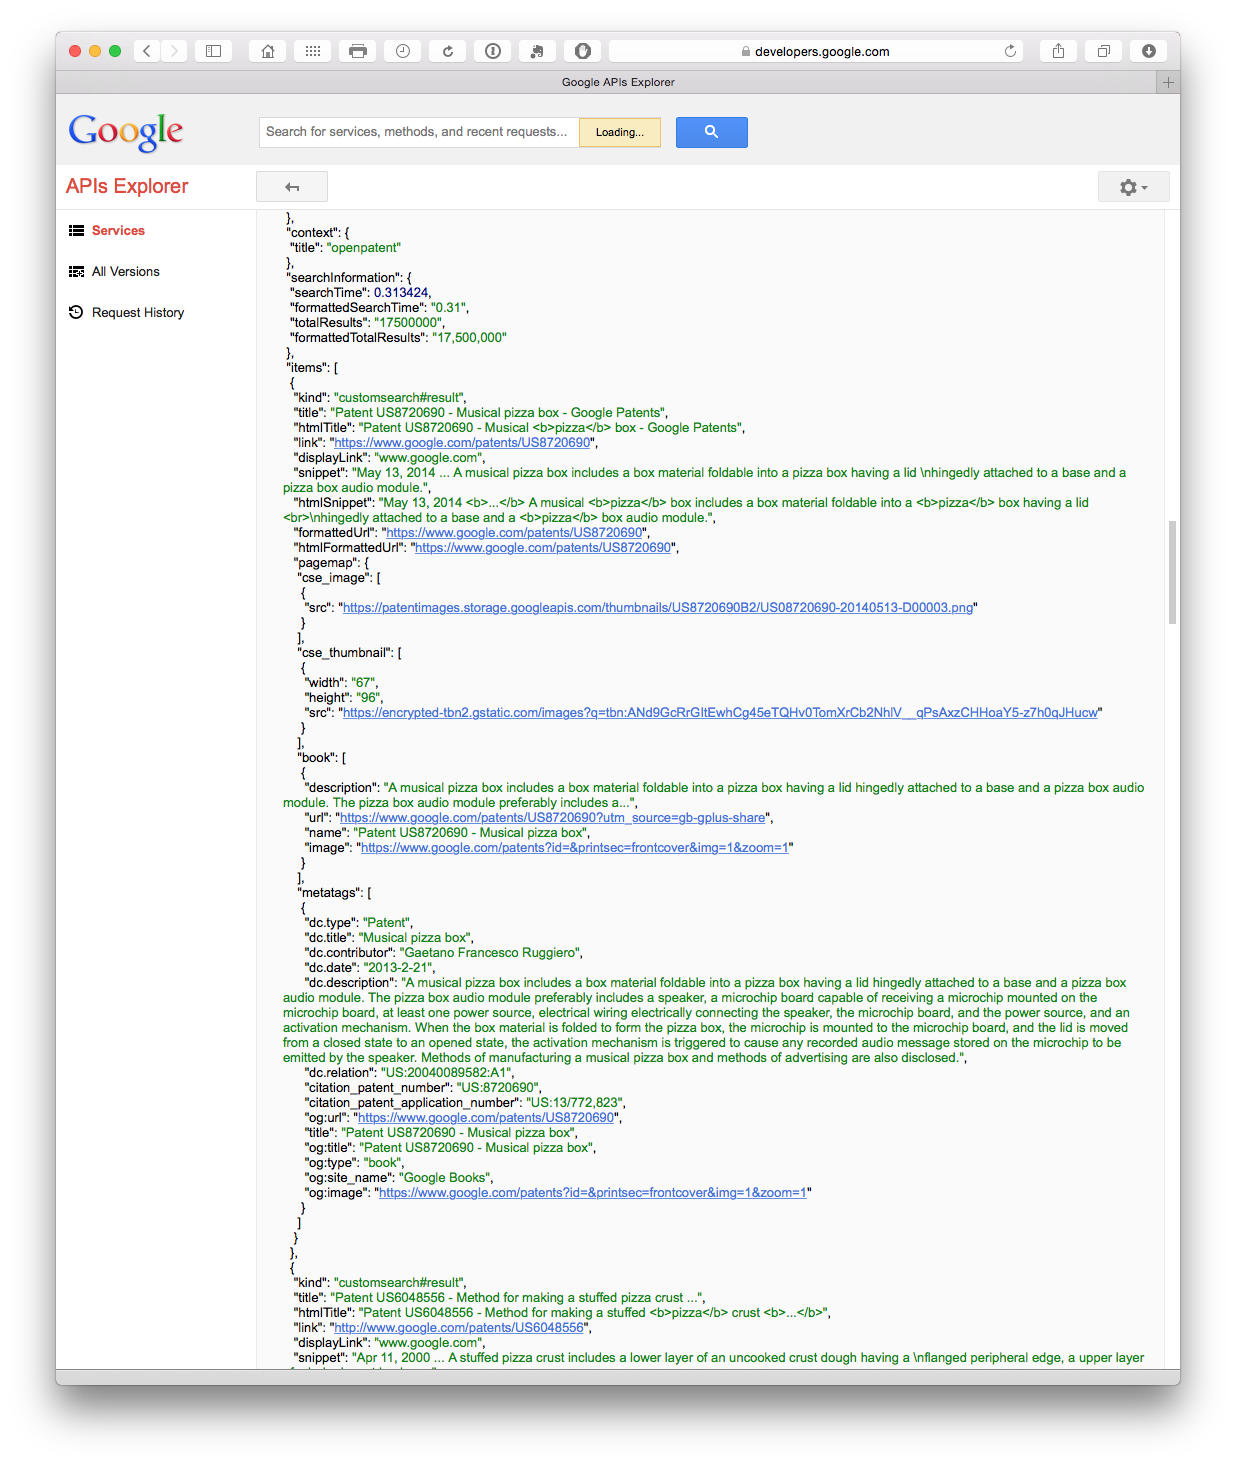 developers.google.com
Google APIs Explorer
Google
Search for services, methods, and recent requests...
Loading...
APIs Explorer
Services
All Versions
Request History
},
"context": {
"title": "openpatent"
},
"searchInformation": {
"searchTime": 0.313424,
"formattedSearchTime": "0.31",
"totalResults": "17500000",
"formattedTotalResults": "17,500,000"
},
"items": [
{
"kind": "customsearch#result",
"title": "Patent US8720690 - Musical pizza box - Google Patents",
"htmlTitle": "Patent US8720690 - Musical <b>pizza</b> box - Google Patents",
"link": "https://www.google.com/patents/US8720690",
"displayLink": "www.google.com",
"snippet": "May 13, 2014 ... A musical pizza box includes a box material foldable into a pizza box having a lid \nhingedly attached to a base and a
pizza box audio module.",
"htmlSnippet": "May 13, 2014 <b>...</b> A musical <b>pizza</b> box includes a box material foldable into a <b>pizza</b> box having a lid
<br>\nhingedly attached to a base and a <b>pizza</b> box audio module.",
"formattedUrl": "https://www.google.com/patents/US8720690",
"htmlFormattedUrl": "https://www.google.com/patents/US8720690",
"pagemap": {
"cse_image": [
{
"src": "https://patentimages.storage.googleapis.com/thumbnails/US8720690B2/US08720690-20140513-D00003.png"
}
],
"cse_thumbnail": [
{
"width": "67",
"height": "96",
"src": "https://encrypted-tbn2.gstatic.com/images?q=tbn:ANd9GcRrGItEwhCg45eTQHv0TomXrCb2NhlV__qPsAxzCHHoaY5-z7h0qJHucw"
}
],
"book": [
{
"description": "A musical pizza box includes a box material foldable into a pizza box having a lid hingedly attached to a base and a pizza box audio
module. The pizza box audio module preferably includes a...",
"url": "https://www.google.com/patents/US8720690?utm_source=gb-gplus-share",
"name": "Patent US8720690 - Musical pizza box",
"image": "https://www.google.com/patents?id=&printsec=frontcover&img=1&zoom=1"
}
],
"metatags": [
{
"dc.type": "Patent",
"dc.title": "Musical pizza box",
"dc.contributor": "Gaetano Francesco Ruggiero",
"dc.date": "2013-2-21",
"dc.description": "A musical pizza box includes a box material foldable into a pizza box having a lid hingedly attached to a base and a pizza box
audio module. The pizza box audio module preferably includes a speaker, a microchip board capable of receiving a microchip mounted on the
microchip board, at least one power source, electrical wiring electrically connecting the speaker, the microchip board, and the power source, and an
activation mechanism. When the box material is folded to form the pizza box, the microchip is mounted to the microchip board, and the lid is moved
from a closed state to an opened state, the activation mechanism is triggered to cause any recorded audio message stored on the microchip to be
emitted by the speaker. Methods of manufacturing a musical pizza box and methods of advertising are also disclosed.",
"dc.relation": "US:20040089582:A1",
"citation_patent_number": "US:8720690",
"citation_patent_application_number": "US:13/772,823",
"og:url": "https://www.google.com/patents/US8720690",
"title": "Patent US8720690 - Musical pizza box",
"og:title": "Patent US8720690 - Musical pizza box",
"og:type": "book",
"og:site_name": "Google Books",
"og:image": "https://www.google.com/patents?id=&printsec=frontcover&img=1&zoom=1"
}
]
}
},
{
"kind": "customsearch#result",
"title": "Patent US6048556 - Method for making a stuffed pizza crust ...",
"htmlTitle": "Patent US6048556 - Method for making a stuffed <b>pizza</b> crust <b>...</b>",
"link": "http://www.google.com/patents/US6048556",
"displayLink": "www.google.com",
"snippet": "Apr 11, 2000 ... A stuffed pizza crust includes a lower layer of an uncooked crust dough having a \nflanged peripheral edge, a upper layer